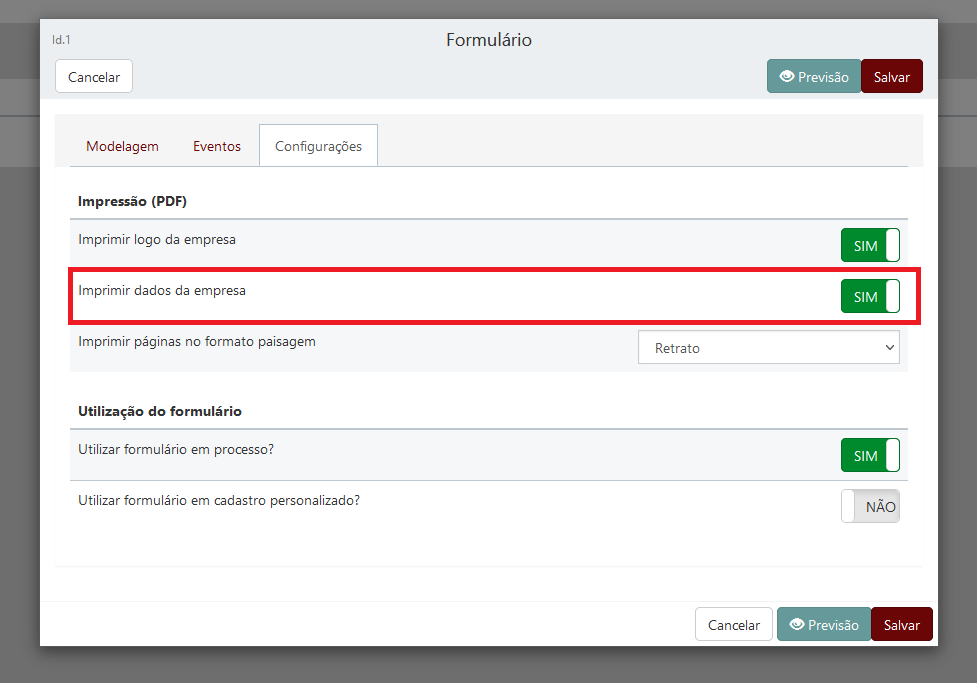 Id.1
Formulário
Cancelar
Previsão
Salvar
Modelagem
Eventos
Configurações
Impressão (PDF)
Imprimir logo da empresa
SIM
Imprimir dados da empresa
SIM
Imprimir páginas no formato paisagem
Retrato
Utilização do formulário
Utilizar formulário em processo?
SIM
Utilizar formulário em cadastro personalizado?
NÃO
Cancelar
Previsão
Salvar